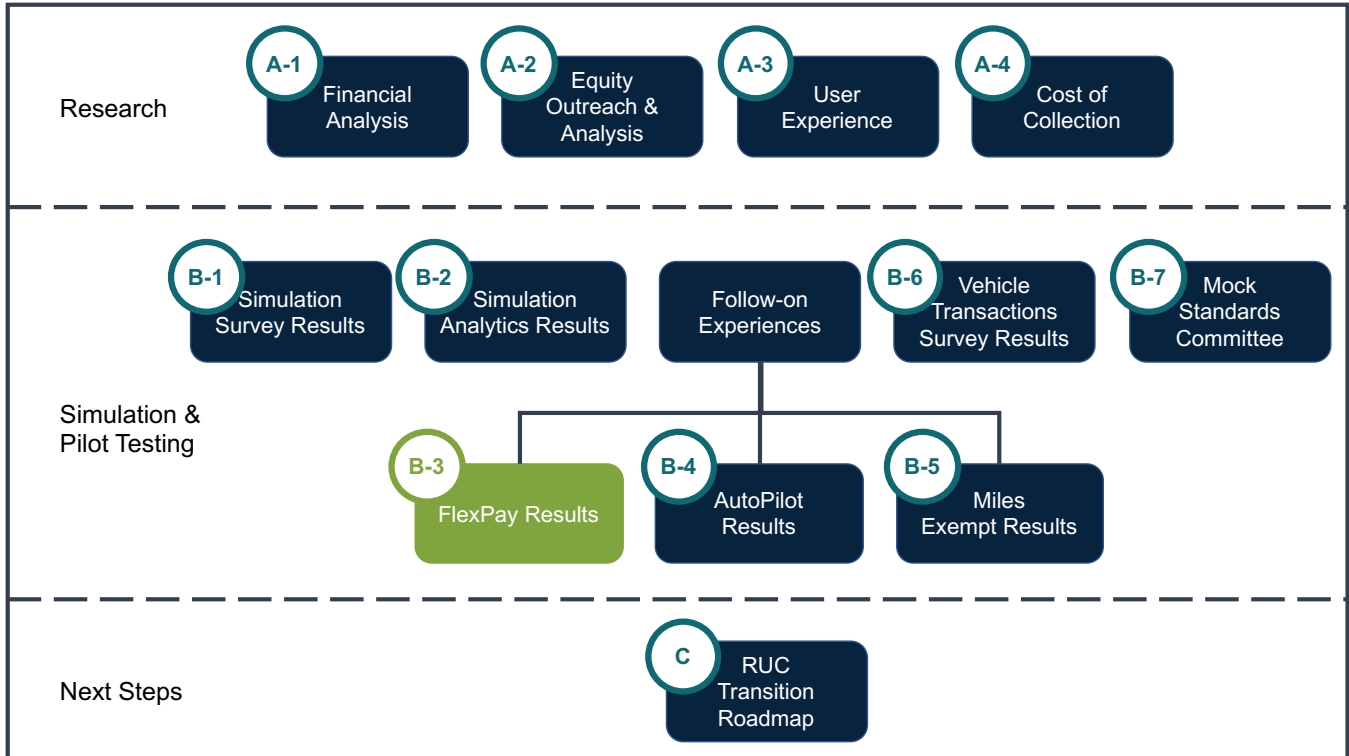 Research
A-1
Financial
Analysis
A-2
Equity
Outreach &
Analysis
A-3
User
Experience
A-4
Cost of
Collection
Simulation &
Pilot Testing
B-1
Simulation
Survey Results
B-2
Simulation
Analytics Results
Follow-on
Experiences
B-6
Vehicle
Transactions
Survey Results
B-7
Mock
Standards
Committee
B-3
FlexPay Results
B-4
AutoPilot
Results
B-5
Miles
Exempt Results
Next Steps
C
RUC
Transition
Roadmap